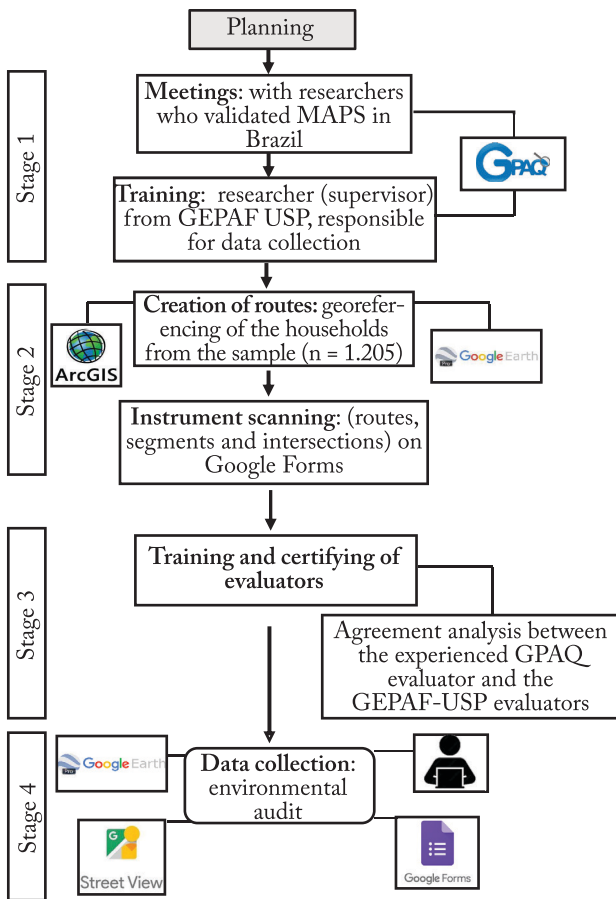 Planning
Stage 1
Meetings: with researchers
who validated MAPS in
Brazil
GPAQ
Training: researcher (supervisor)
from GEPAF USP, responsible
for data collection
Stage 2
Creation of routes: georefer-
encing of the households
from the sample (n = 1.205)
ArcGIS
Pro
Google Earth
Instrument scanning: (routes,
segments and intersections) on
Google Forms
Stage 3
Training and certifying of
evaluators
Agreement analysis between
the experienced GPAQ
evaluator and the
GEPAF-USP evaluators
Stage 4
Pro
Google Earth
Data collection:
environmental
audit
G
Street View
Google Forms